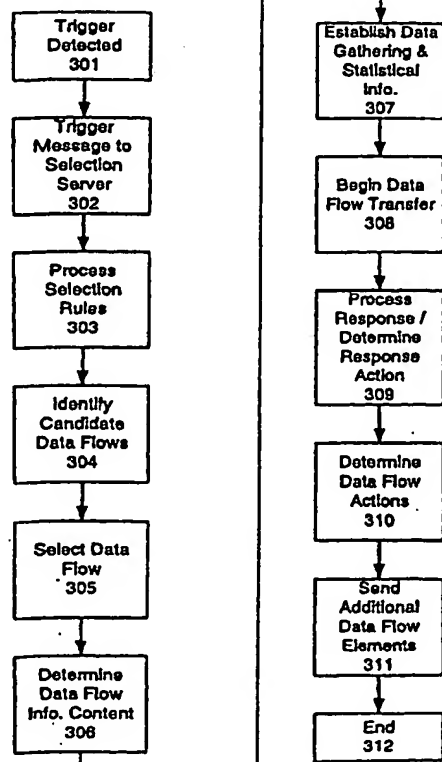 Trigger
Detected
301
Trigger
Message to
Selection
Server
302
Process
Selection
Rules
303
Identify
Candidate
Data Flows
304
Select Data
Flow
305
Determine
Data Flow
Info. Content
306
Establish Data
Gathering &
Statistical
Info.
307
Begin Data
Flow Transfer
308
Process
Response /
Determine
Response
Action
309
Determine
Data Flow
Actions
310
Send
Additional
Data Flow
Elements
311
End
312